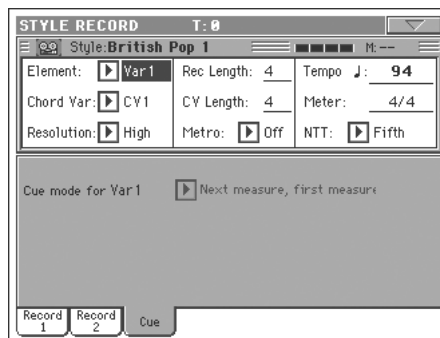 STYLE RECORD T:0
Style:British Pop 1 M:--
Element: Var1 Rec Length: 4 Tempo ♩: 94
Chord Var: CV1 CV Length: 4 Meter: 4/4
Resolution: High Metro: Off NTT: Fifth
Cue mode for Var1 Next measure, first measure
Record 1 Record 2 Cue